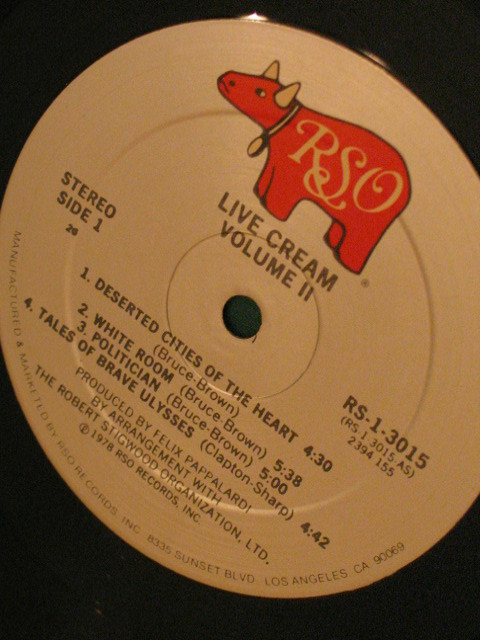 RSO
®
LIVE CREAM
VOLUME II
STEREO
SIDE 1
26
RS-1-3015
(RS 1 3015 AS)
2394 155
1. DESERTED CITIES OF THE HEART 4:30
(Bruce-Brown)
2. WHITE ROOM (Bruce-Brown) 5:38
3. POLITICIAN (Bruce-Brown) 5:00
4. TALES OF BRAVE ULYSSES (Clapton-Sharp) 4:42
PRODUCED BY FELIX PAPPALARDI
BY ARRANGEMENT WITH
THE ROBERT STIGWOOD ORGANIZATION, LTD.
℗ 1978 RSO RECORDS, INC.
MANUFACTURED & MARKETED BY RSO RECORDS, INC. 8335 SUNSET BLVD. LOS ANGELES, CA 90069